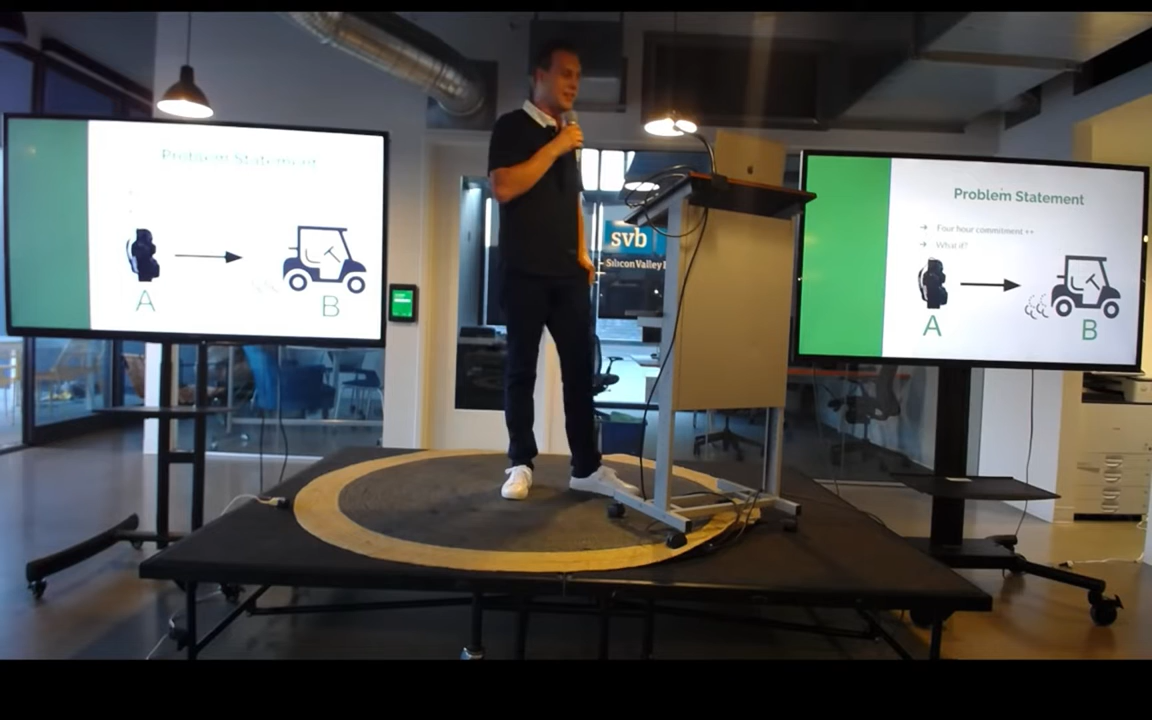 Problem Statement
A
B
svb
Silicon Valley
Problem Statement
→ Four hour commitment ++
→ What if?
A
B